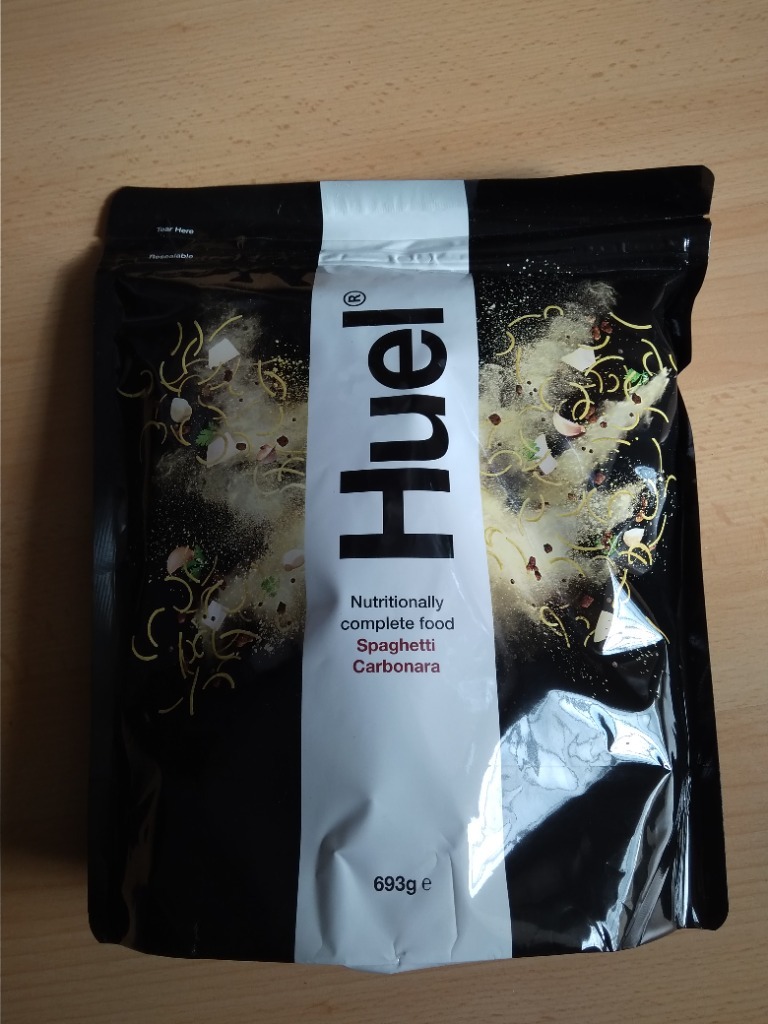 Tear Here
Resealable
Huel®
Nutritionally
complete food
Spaghetti
Carbonara
693g ℮